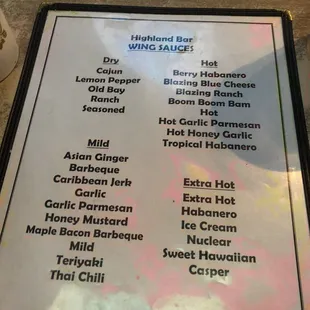 Highland Bar
WING SAUCES
Dry
Cajun
Lemon Pepper
Old Bay
Ranch
Seasoned
Hot
Berry Habanero
Blazing Blue Cheese
Blazing Ranch
Boom Boom Bam
Hot
Hot Garlic Parmesan
Hot Honey Garlic
Tropical Habanero
Mild
Asian Ginger
Barbeque
Caribbean Jerk
Garlic
Garlic Parmesan
Honey Mustard
Maple Bacon Barbeque
Mild
Teriyaki
Thai Chili
Extra Hot
Extra Hot
Habanero
Ice Cream
Nuclear
Sweet Hawaiian
Casper